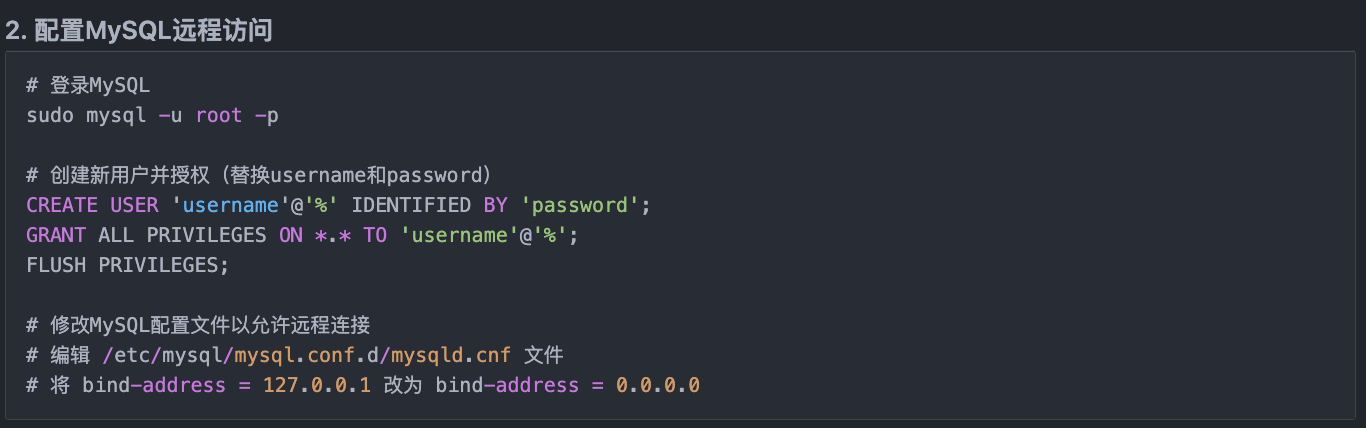 2. 配置MySQL远程访问
# 登录MySQL
sudo mysql -u root -p
# 创建新用户并授权（替换username和password）
CREATE USER 'username'@'%' IDENTIFIED BY 'password';
GRANT ALL PRIVILEGES ON *.* TO 'username'@'%';
FLUSH PRIVILEGES;
# 修改MySQL配置文件以允许远程连接
# 编辑 /etc/mysql/mysql.conf.d/mysqld.cnf 文件
# 将 bind-address = 127.0.0.1 改为 bind-address = 0.0.0.0